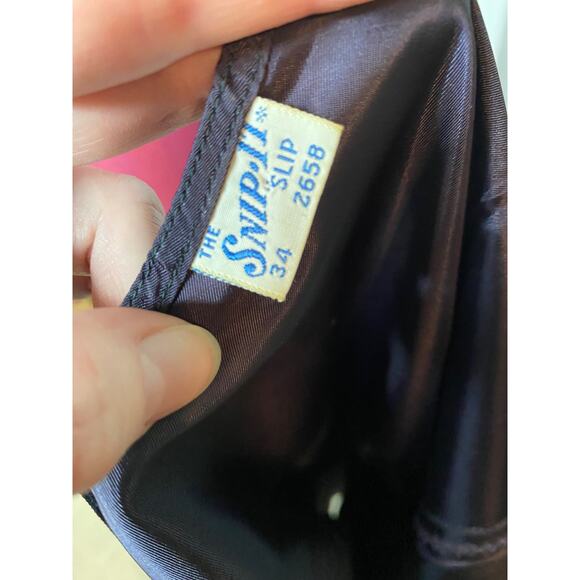 THE
SNIP-IT*
SLIP
34 2658